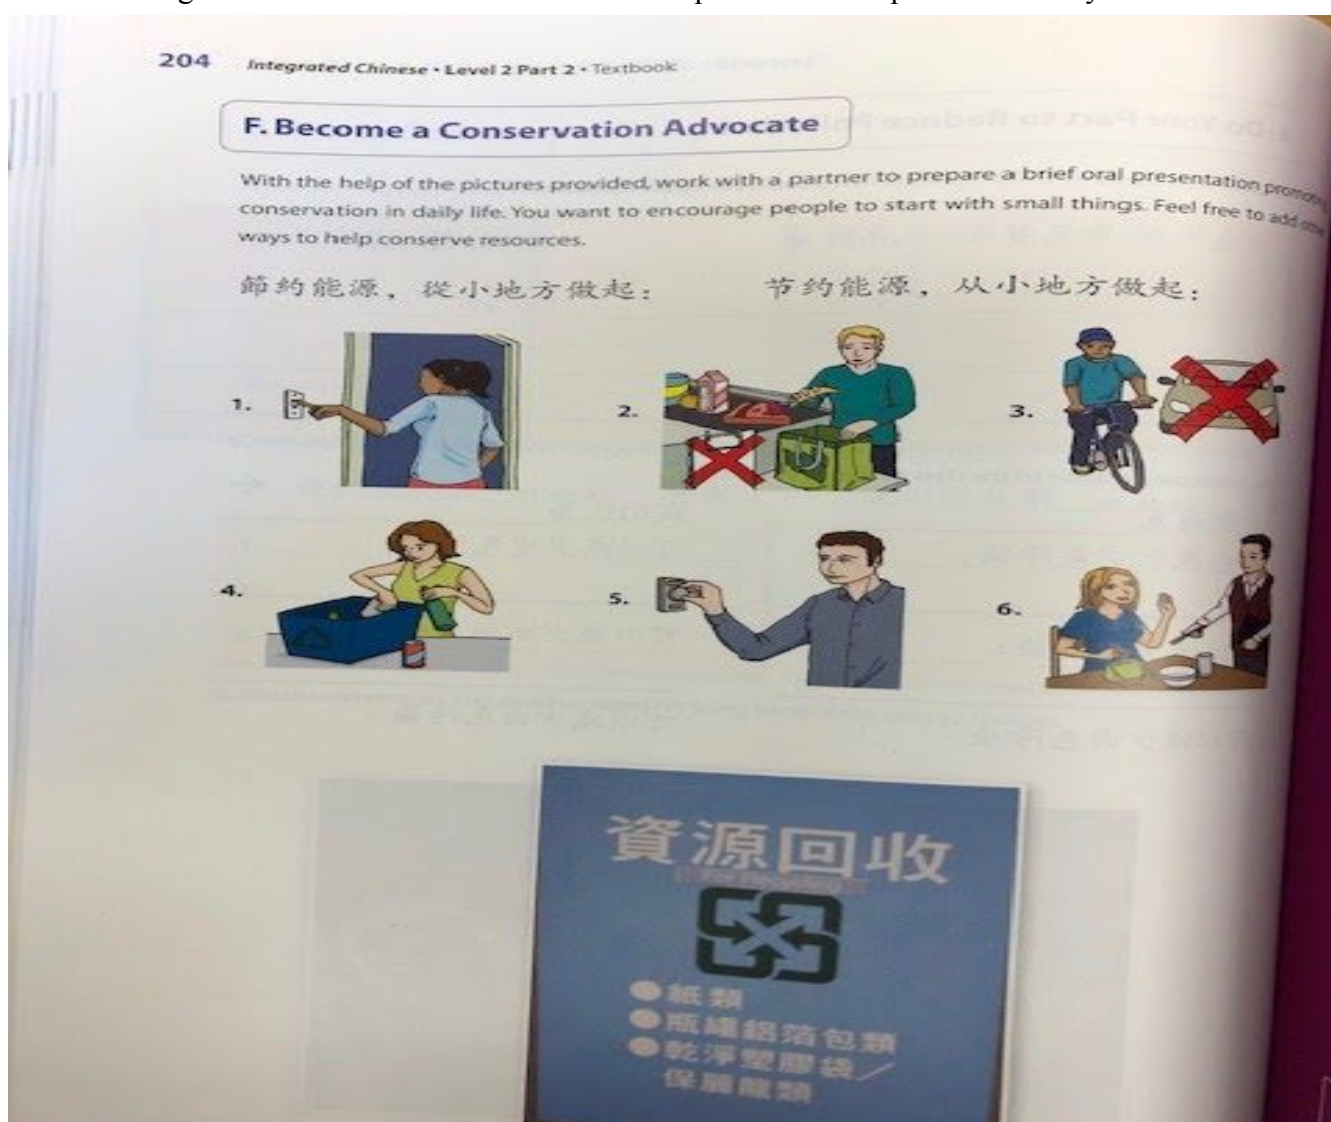 204 Integrated Chinese • Level 2 Part 2 • Textbook
F. Become a Conservation Advocate
With the help of the pictures provided, work with a partner to prepare a brief oral presentation promoting
conservation in daily life. You want to encourage people to start with small things. Feel free to add other
ways to help conserve resources.
節約能源，從小地方做起：
节约能源，从小地方做起：
1.
2.
3.
4.
5.
6.
資源回收
紙類
瓶罐鋁箔包類
乾淨塑膠袋／
保麗龍類